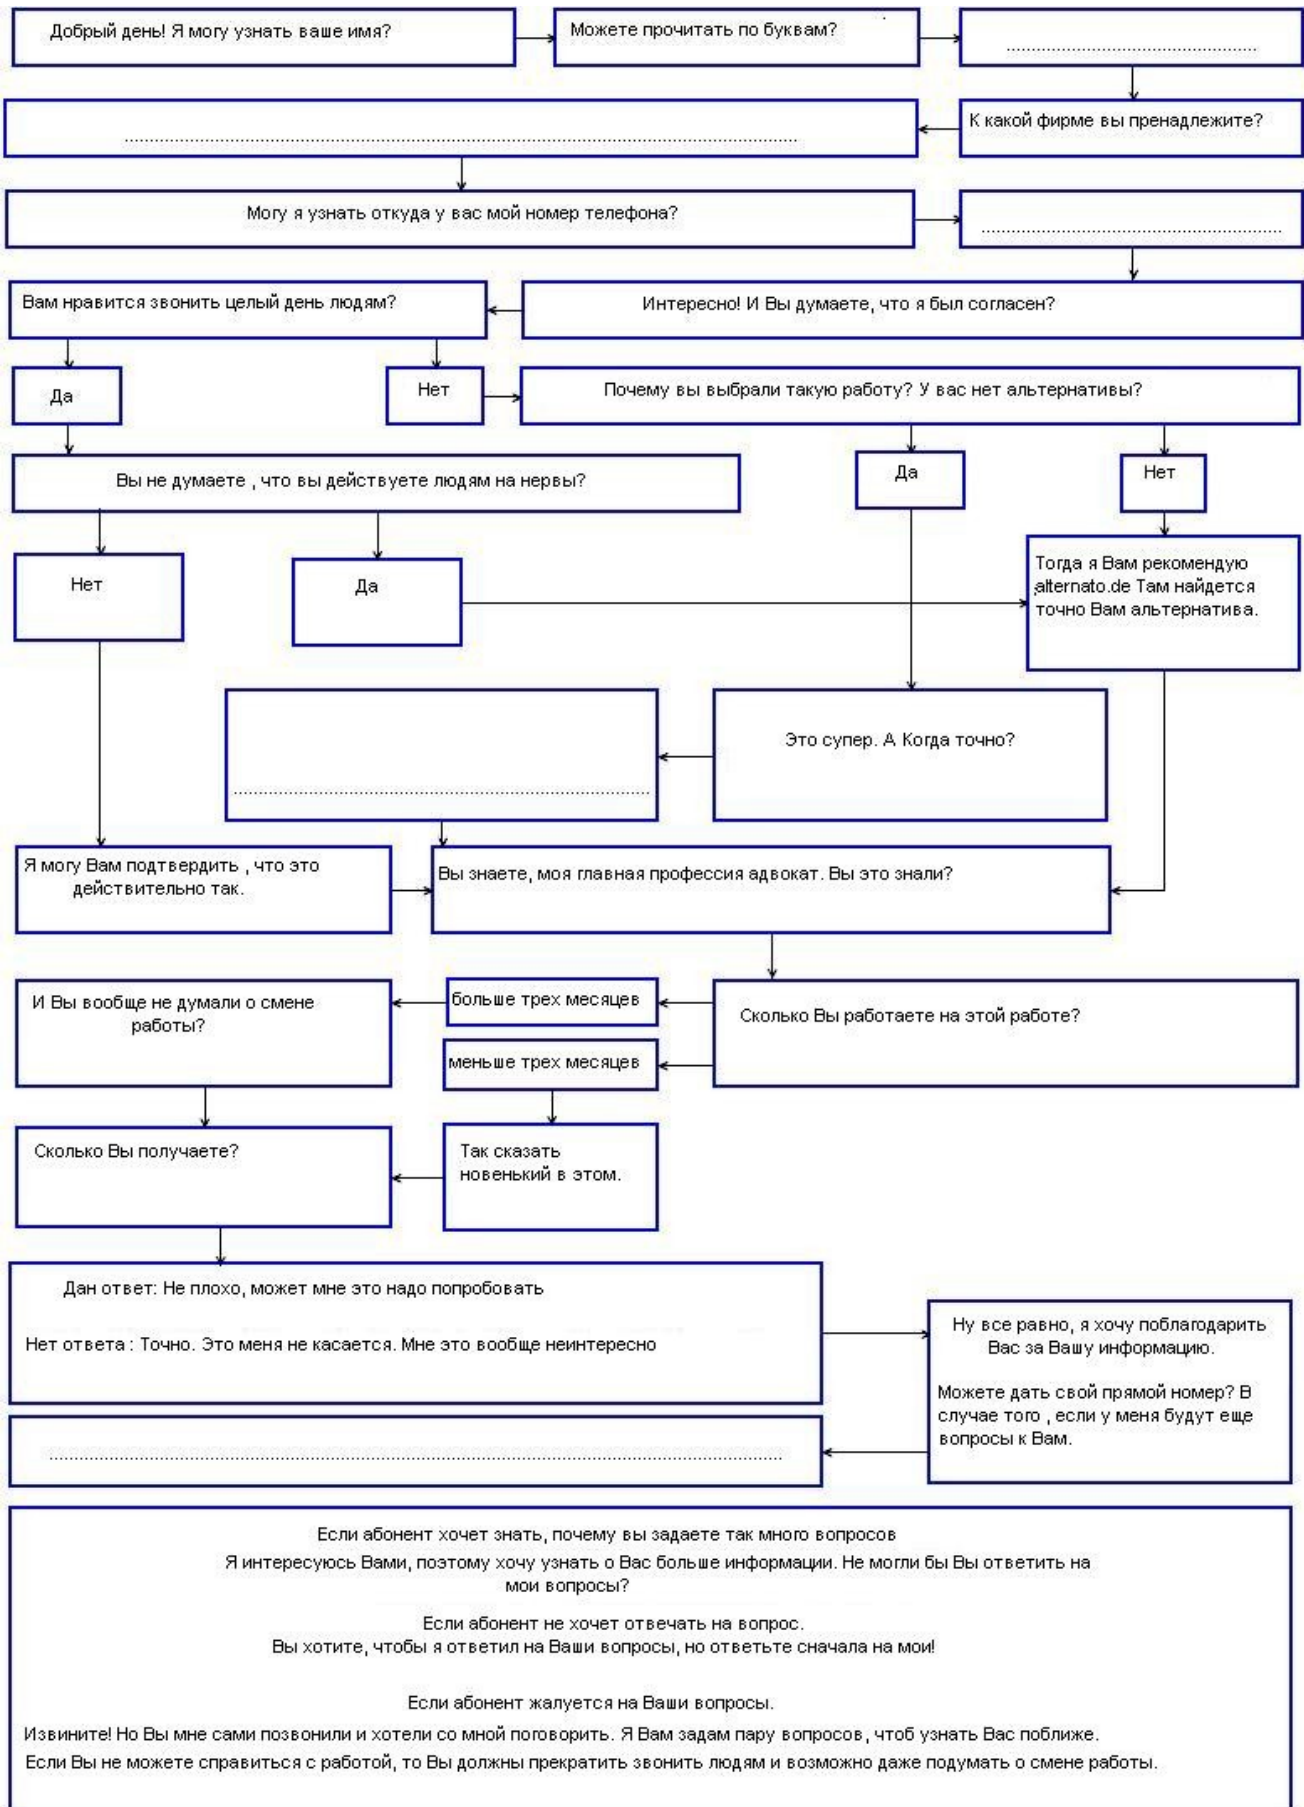 Добрый день! Я могу узнать ваше имя?
Можете прочитать по буквам?
К какой фирме вы пренадлежите?
Могу я узнать откуда у вас мой номер телефона?
Вам нравится звонить целый день людям?
Интересно! И Вы думаете, что я был согласен?
Да
Нет
Почему вы выбрали такую работу? У вас нет альтернативы?
Вы не думаете , что вы действуете людям на нервы?
Да
Нет
Нет
Да
Тогда я Вам рекомендую
alternato.de Там найдется
точно Вам альтернатива.
Это супер. А Когда точно?
Я могу Вам подтвердить , что это
действительно так.
Вы знаете, моя главная профессия адвокат. Вы это знали?
И Вы вообще не думали о смене
работы?
больше трех месяцев
Сколько Вы работаете на этой работе?
меньше трех месяцев
Сколько Вы получаете?
Так сказать
новенький в этом.
Дан ответ: Не плохо, может мне это надо попробовать
Нет ответа : Точно. Это меня не касается. Мне это вообще неинтересно
Ну все равно, я хочу поблагодарить
Вас за Вашу информацию.
Можете дать свой прямой номер? В
случае того , если у меня будут еще
вопросы к Вам.
Если абонент хочет знать, почему вы задаете так много вопросов
Я интересуюсь Вами, поэтому хочу узнать о Вас больше информации. Не могли бы Вы ответить на
мои вопросы?
Если абонент не хочет отвечать на вопрос.
Вы хотите, чтобы я ответил на Ваши вопросы, но ответьте сначала на мои!
Если абонент жалуется на Ваши вопросы.
Извините! Но Вы мне сами позвонили и хотели со мной поговорить. Я Вам задам пару вопросов, чтоб узнать Вас поближе.
Если Вы не можете справиться с работой, то Вы должны прекратить звонить людям и возможно даже подумать о смене работы.